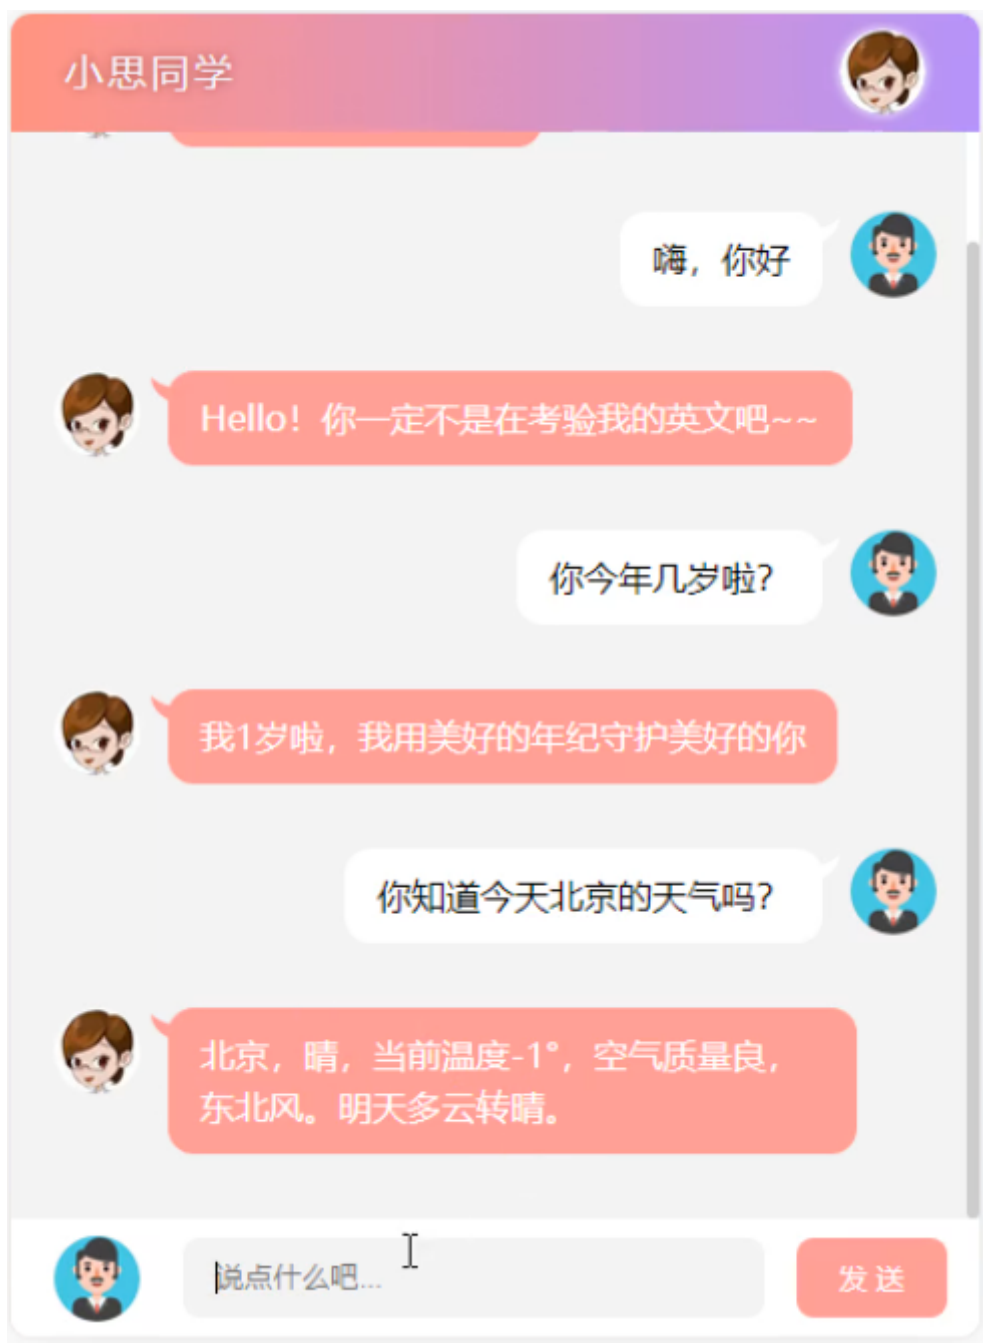 小思同学
嗨，你好
Hello！你一定不是在考验我的英文吧~~
你今年几岁啦？
我1岁啦，我用美好的年纪守护美好的你
你知道今天北京的天气吗？
北京，晴，当前温度-1°，空气质量良，
东北风。明天多云转晴。
说点什么吧...
发送